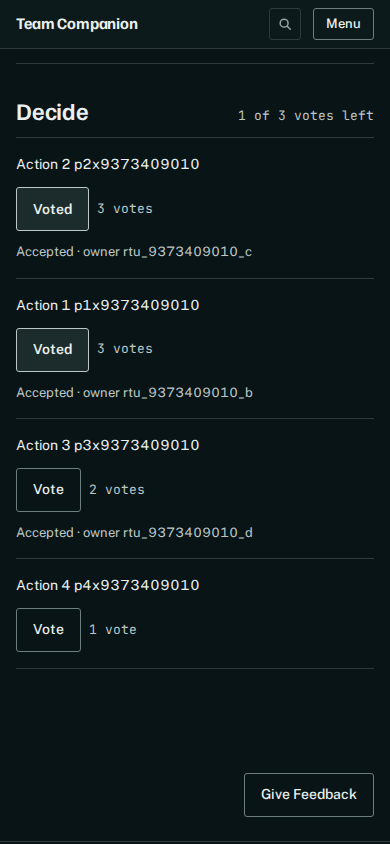 Team Companion
Menu
Decide
1 of 3 votes left
Action 2 p2x9373409010
Voted
3 votes
Accepted · owner rtu_9373409010_c
Action 1 p1x9373409010
Voted
3 votes
Accepted · owner rtu_9373409010_b
Action 3 p3x9373409010
Vote
2 votes
Accepted · owner rtu_9373409010_d
Action 4 p4x9373409010
Vote
1 vote
Give Feedback